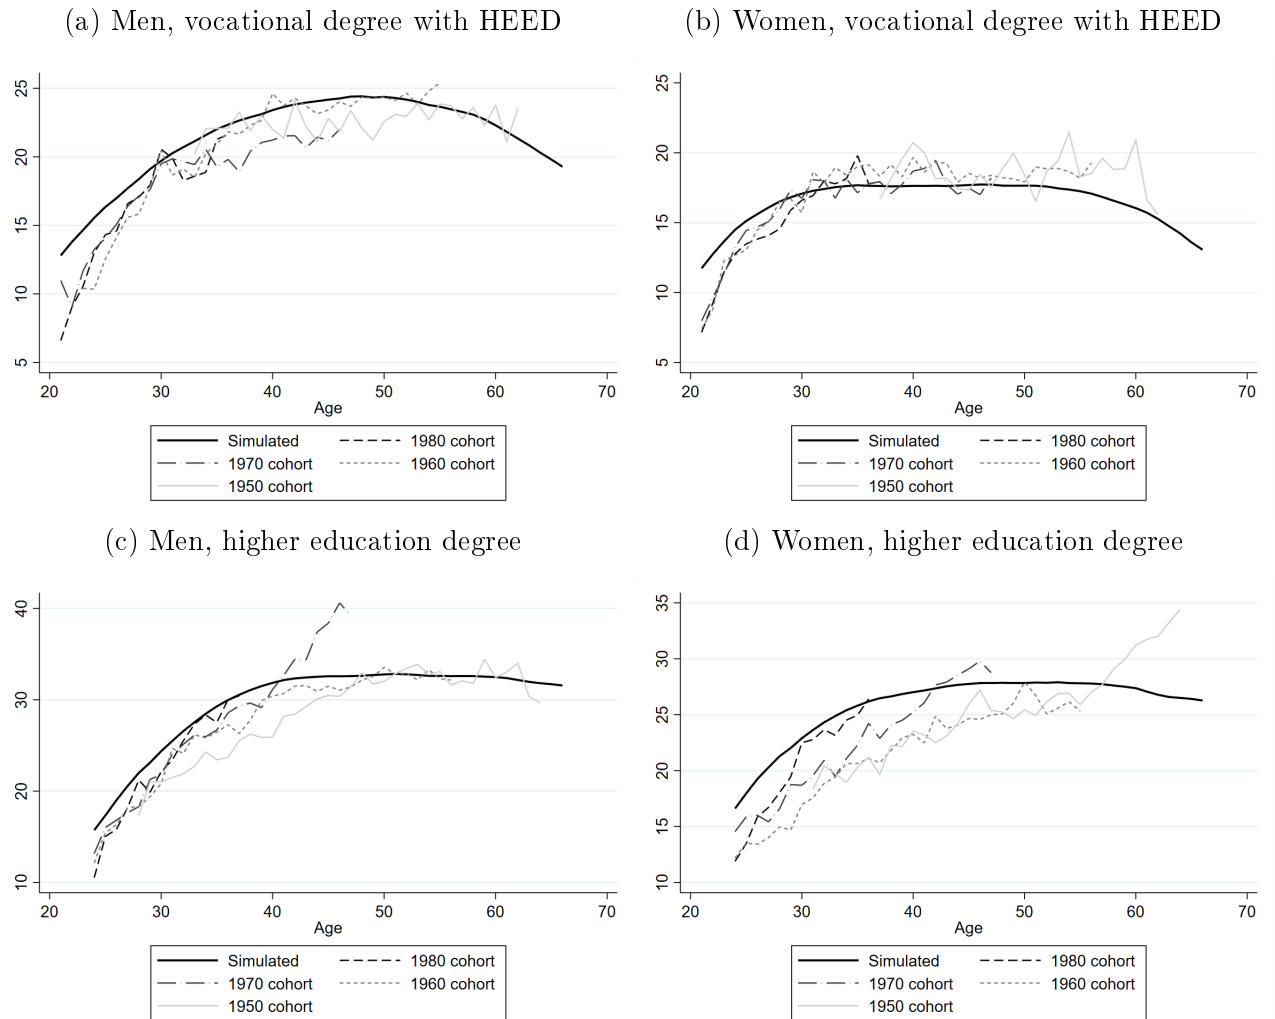 (a) Men, vocational degree with HEED
25
20
15
10
5
20 30 40 50 60 70
Age
Simulated 1980 cohort
1970 cohort 1960 cohort
1950 cohort
(b) Women, vocational degree with HEED
25
20
15
10
5
20 30 40 50 60 70
Age
Simulated 1980 cohort
1970 cohort 1960 cohort
1950 cohort
(c) Men, higher education degree
40
30
20
10
20 30 40 50 60 70
Age
Simulated 1980 cohort
1970 cohort 1960 cohort
1950 cohort
(d) Women, higher education degree
35
30
25
20
15
10
20 30 40 50 60 70
Age
Simulated 1980 cohort
1970 cohort 1960 cohort
1950 cohort